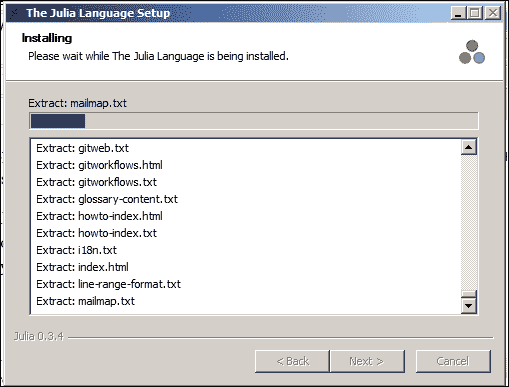 The Julia Language Setup
Installing
Please wait while The Julia Language is being installed.
Extract: mailmap.txt
Extract: gitweb.txt
Extract: gitworkflows.html
Extract: gitworkflows.txt
Extract: glossary-content.txt
Extract: howto-index.html
Extract: howto-index.txt
Extract: i18n.txt
Extract: index.html
Extract: line-range-format.txt
Extract: mailmap.txt
Julia 0.3.4
< Back
Next >
Cancel